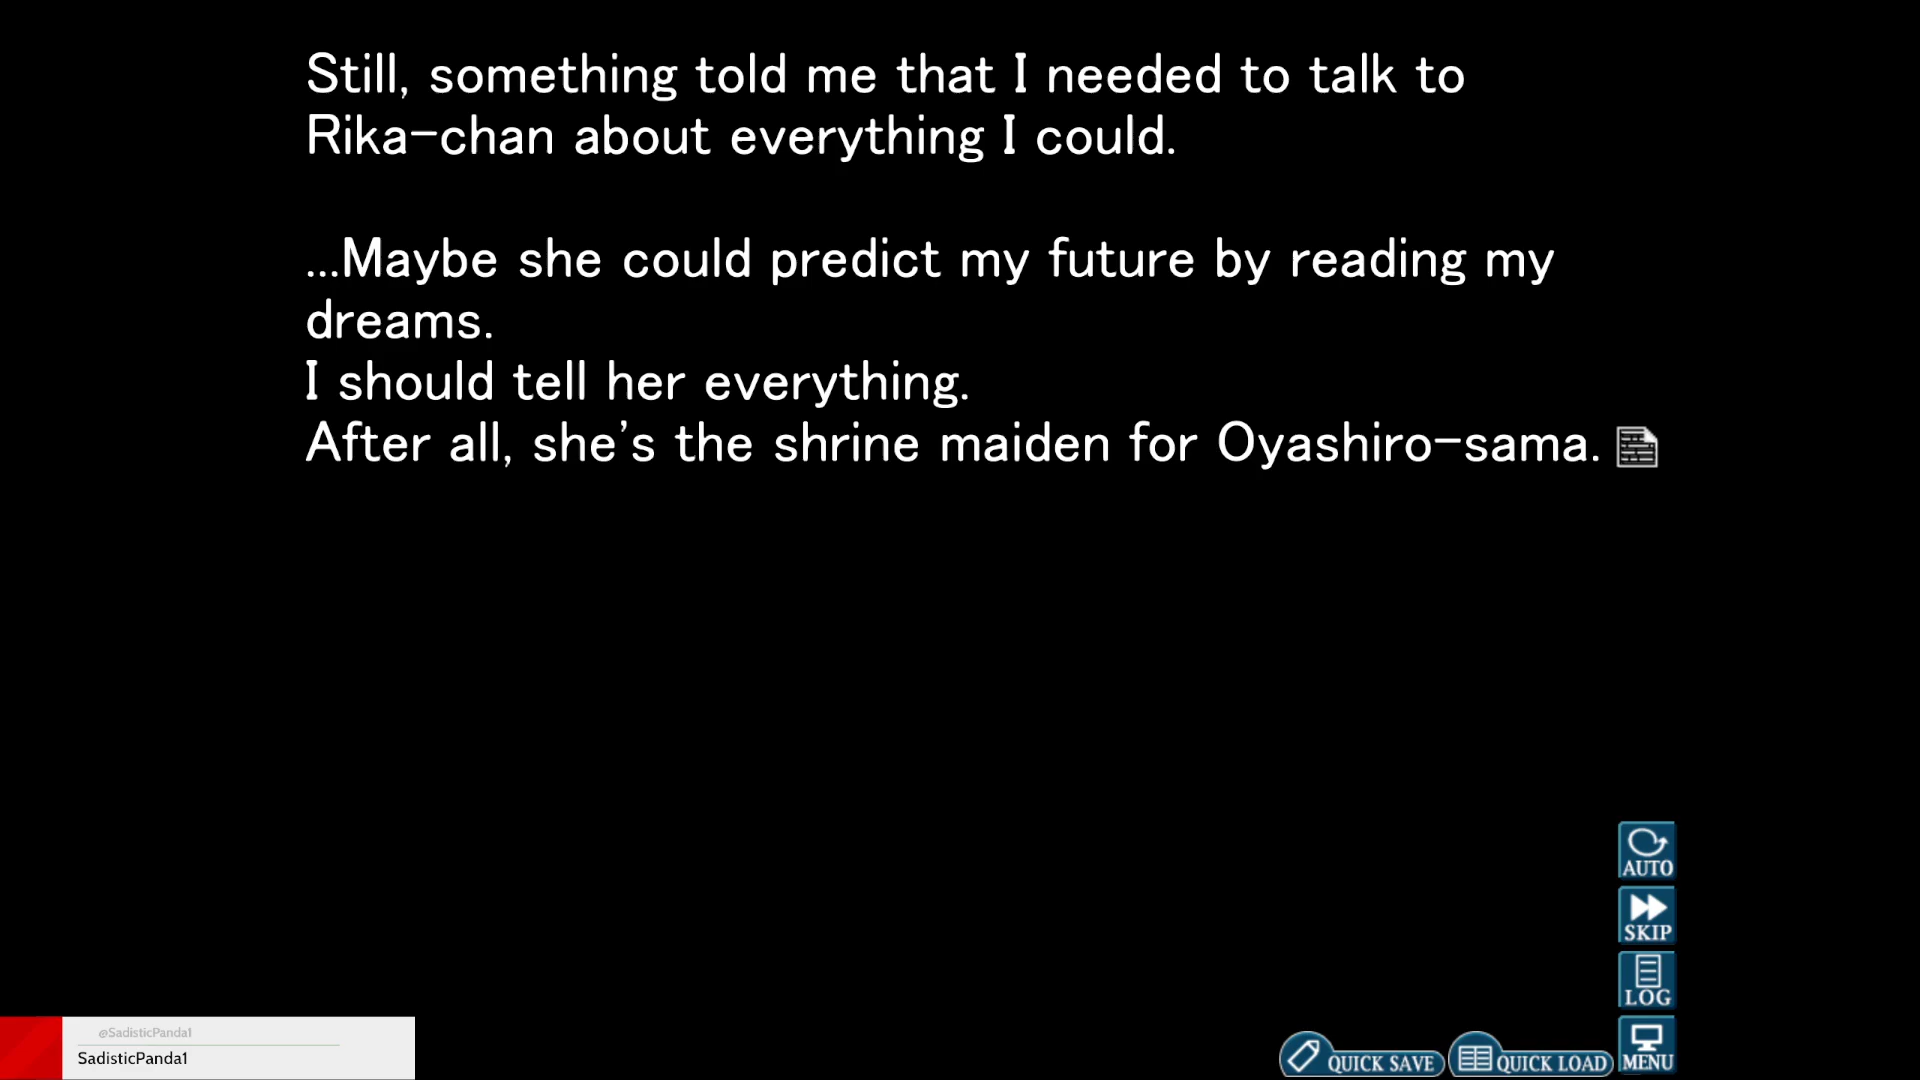 Still, something told me that I needed to talk to
Rika-chan about everything I could.
...Maybe she could predict my future by reading my
dreams.
I should tell her everything.
After all, she's the shrine maiden for Oyashiro-sama.
AUTO
SKIP
LOG
MENU
QUICK SAVE
QUICK LOAD
@SadisticPanda1
SadisticPanda1